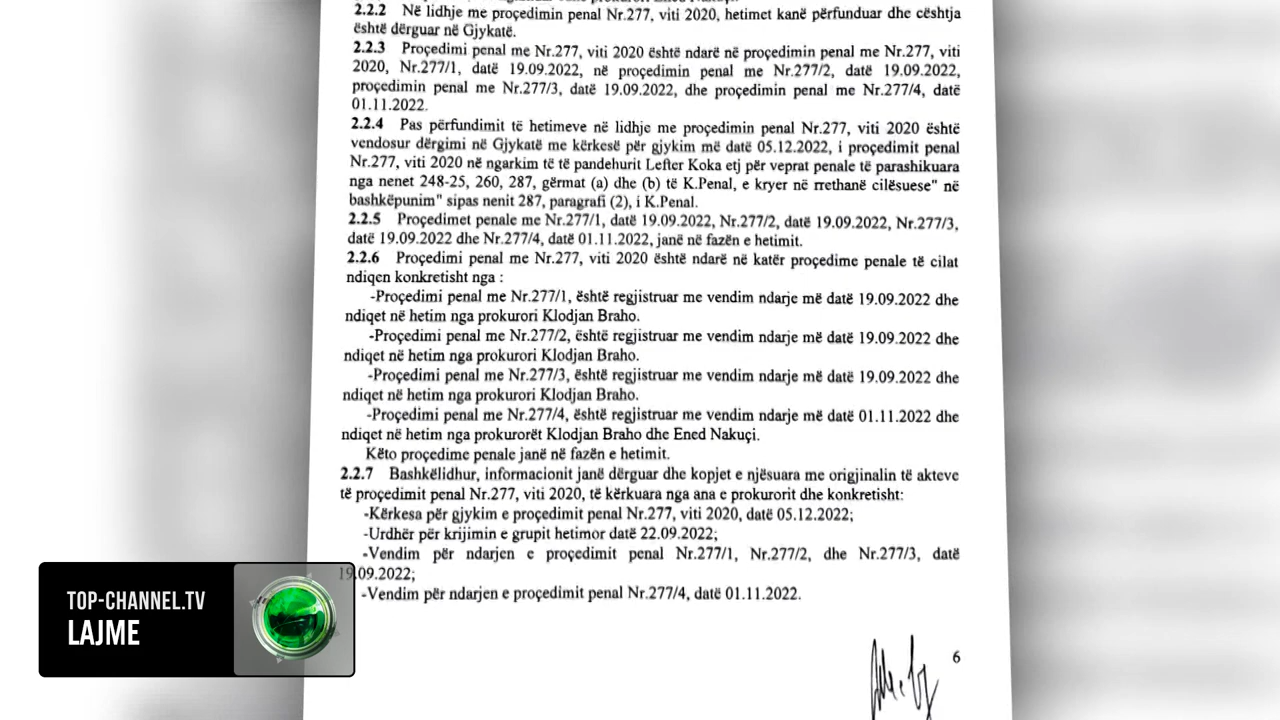 2.2.2 Në lidhje me proçedimin penal Nr.277, viti 2020, hetimet kanë përfunduar dhe cështja
është dërguar në Gjykatë.
2.2.3 Proçedimi penal me Nr.277, viti 2020 është ndarë në proçedimin penal me Nr.277, viti
2020, Nr.277/1, datë 19.09.2022, në proçedimin penal me Nr.277/2, datë 19.09.2022,
proçedimin penal me Nr.277/3, datë 19.09.2022, dhe proçedimin penal me Nr.277/4, datë
01.11.2022.
2.2.4 Pas përfundimit të hetimeve në lidhje me proçedimin penal Nr.277, viti 2020 është
vendosur dërgimi në Gjykatë me kërkesë për gjykim më datë 05.12.2022, i proçedimit penal
Nr.277, viti 2020 në ngarkim të të pandehurit Lefter Koka etj për veprat penale të parashikuara
nga nenet 248-25, 260, 287, gërmat (a) dhe (b) të K.Penal, e kryer në rrethanë cilësuese" në
bashkëpunim" sipas nenit 287, paragrafi (2), i K.Penal.
2.2.5 Proçedimet penale me Nr.277/1, datë 19.09.2022, Nr.277/2, datë 19.09.2022, Nr.277/3,
datë 19.09.2022 dhe Nr.277/4, datë 01.11.2022, janë në fazën e hetimit.
2.2.6 Proçedimi penal me Nr.277, viti 2020 është ndarë në katër proçedime penale të cilat
ndiqen konkretisht nga :
-Proçedimi penal me Nr.277/1, është regjistruar me vendim ndarje më datë 19.09.2022 dhe
ndiqet në hetim nga prokurori Klodjan Braho.
-Proçedimi penal me Nr.277/2, është regjistruar me vendim ndarje më datë 19.09.2022 dhe
ndiqet në hetim nga prokurori Klodjan Braho.
-Proçedimi penal me Nr.277/3, është regjistruar me vendim ndarje më datë 19.09.2022 dhe
ndiqet në hetim nga prokurori Klodjan Braho.
-Proçedimi penal me Nr.277/4, është regjistruar me vendim ndarje më datë 01.11.2022 dhe
ndiqet në hetim nga prokurorët Klodjan Braho dhe Ened Nakuçi.
Këto proçedime penale janë në fazën e hetimit.
2.2.7 Bashkëlidhur, informacionit janë dërguar dhe kopjet e njësuara me origjinalin të akteve
të proçedimit penal Nr.277, viti 2020, të kërkuara nga ana e prokurorit dhe konkretisht:
-Kërkesa për gjykim e proçedimit penal Nr.277, viti 2020, datë 05.12.2022;
-Urdhër për krijimin e grupit hetimor datë 22.09.2022;
-Vendim për ndarjen e proçedimit penal Nr.277/1, Nr.277/2, dhe Nr.277/3, datë
19.09.2022;
-Vendim për ndarjen e proçedimit penal Nr.277/4, datë 01.11.2022.
6
TOP-CHANNEL.TV
LAJME